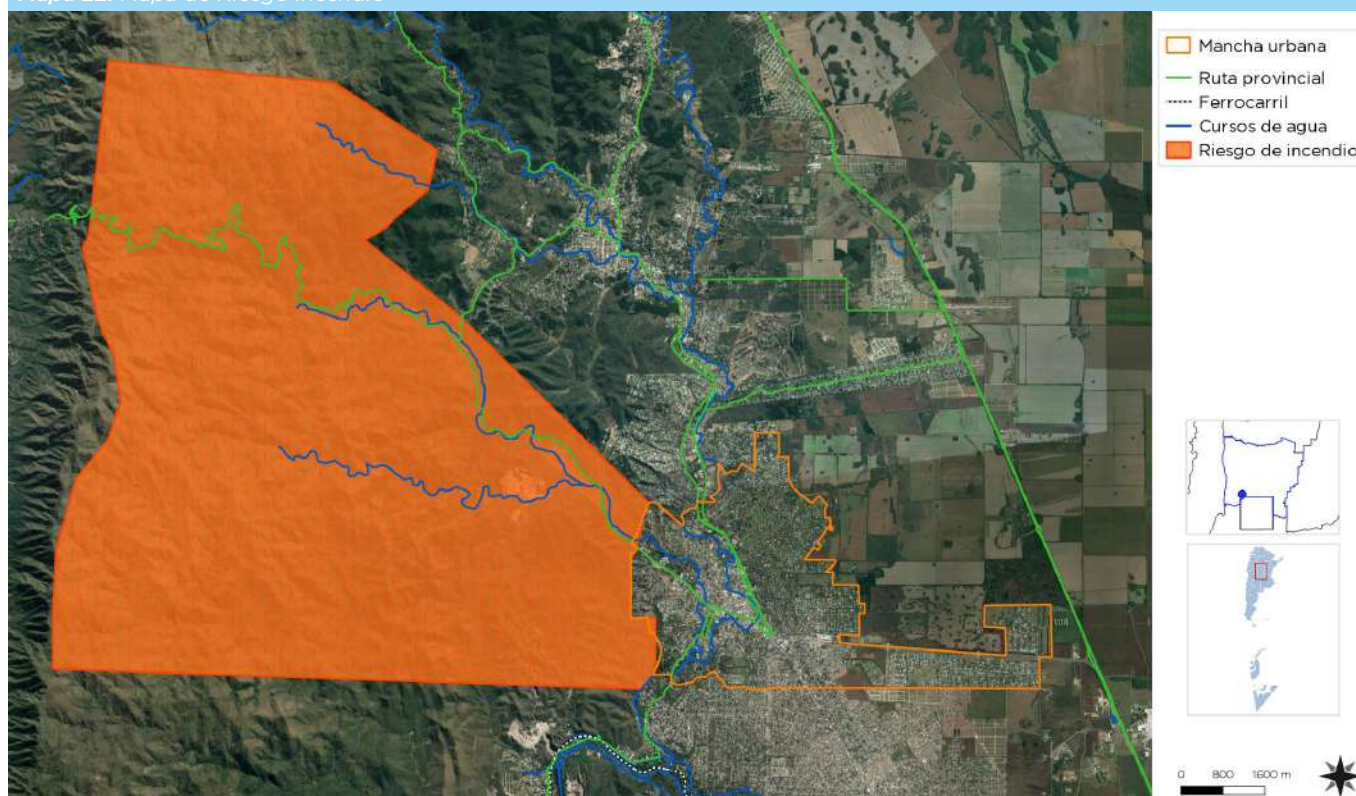 Mancha urbana
Ruta provincial
Ferrocarril
Cursos de agua
Riesgo de incendio
0 800 1600 m